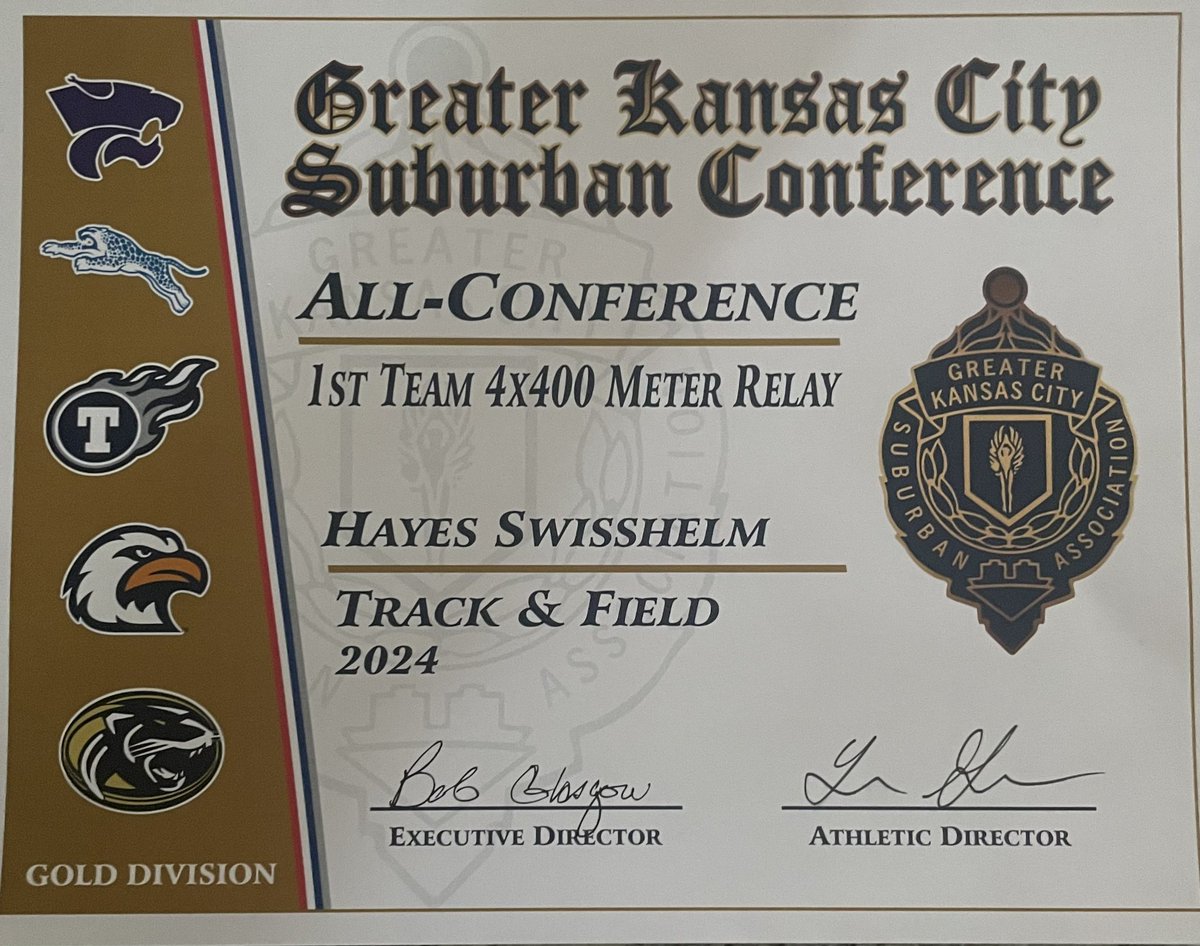 Greater Kansas City
Suburban Conference
ALL-CONFERENCE
1ST TEAM 4X400 METER RELAY
HAYES SWISSHELM
TRACK & FIELD
2024
GREATER
KANSAS CITY
SUBURBAN ASSOCIATION
T
Bob Glasgow
EXECUTIVE DIRECTOR
ATHLETIC DIRECTOR
GOLD DIVISION